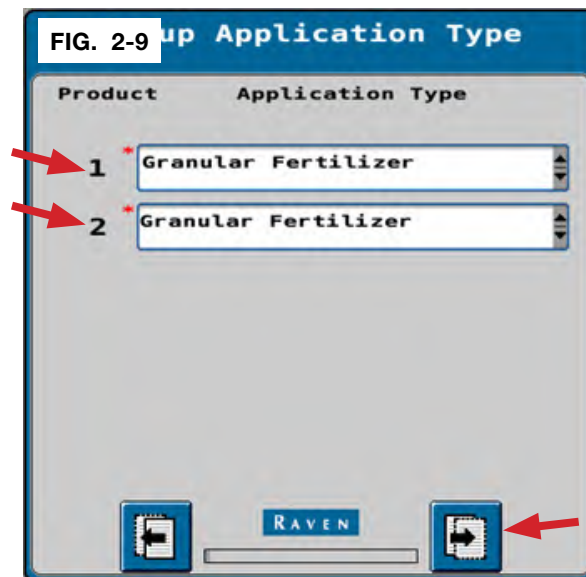 FIG. 2-9
up Application Type
Product Application Type
* 1 Granular Fertilizer
* 2 Granular Fertilizer
RAVEN